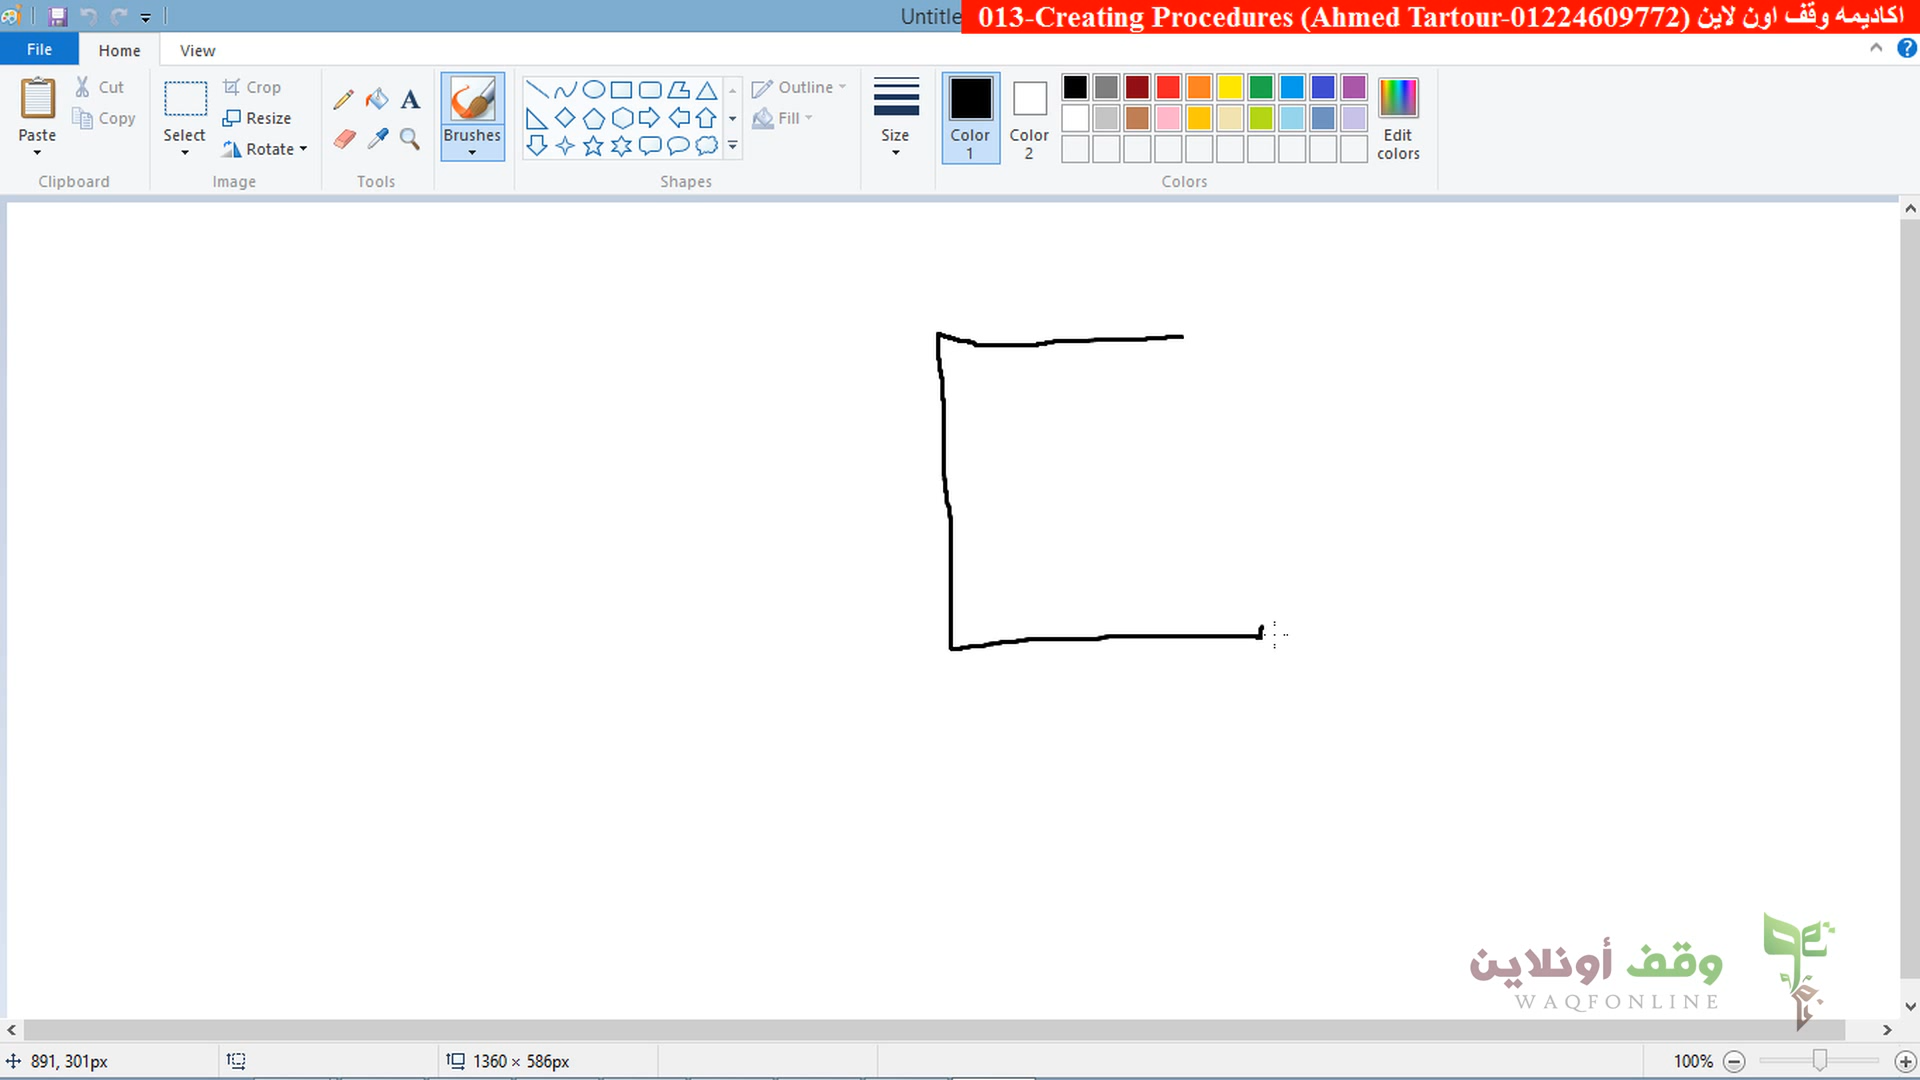 Untitle
013-Creating Procedures (Ahmed Tartour-01224609772) اكاديمه وقف اون لاين
File
Home
View
Paste
Cut
Copy
Clipboard
Select
Crop
Resize
Rotate
Image
A
Tools
Brushes
Outline
Fill
Shapes
Size
Color 1
Color 2
Edit colors
Colors
وقف أونلاين
WAQFONLINE
891, 301px
1360 × 586px
100%